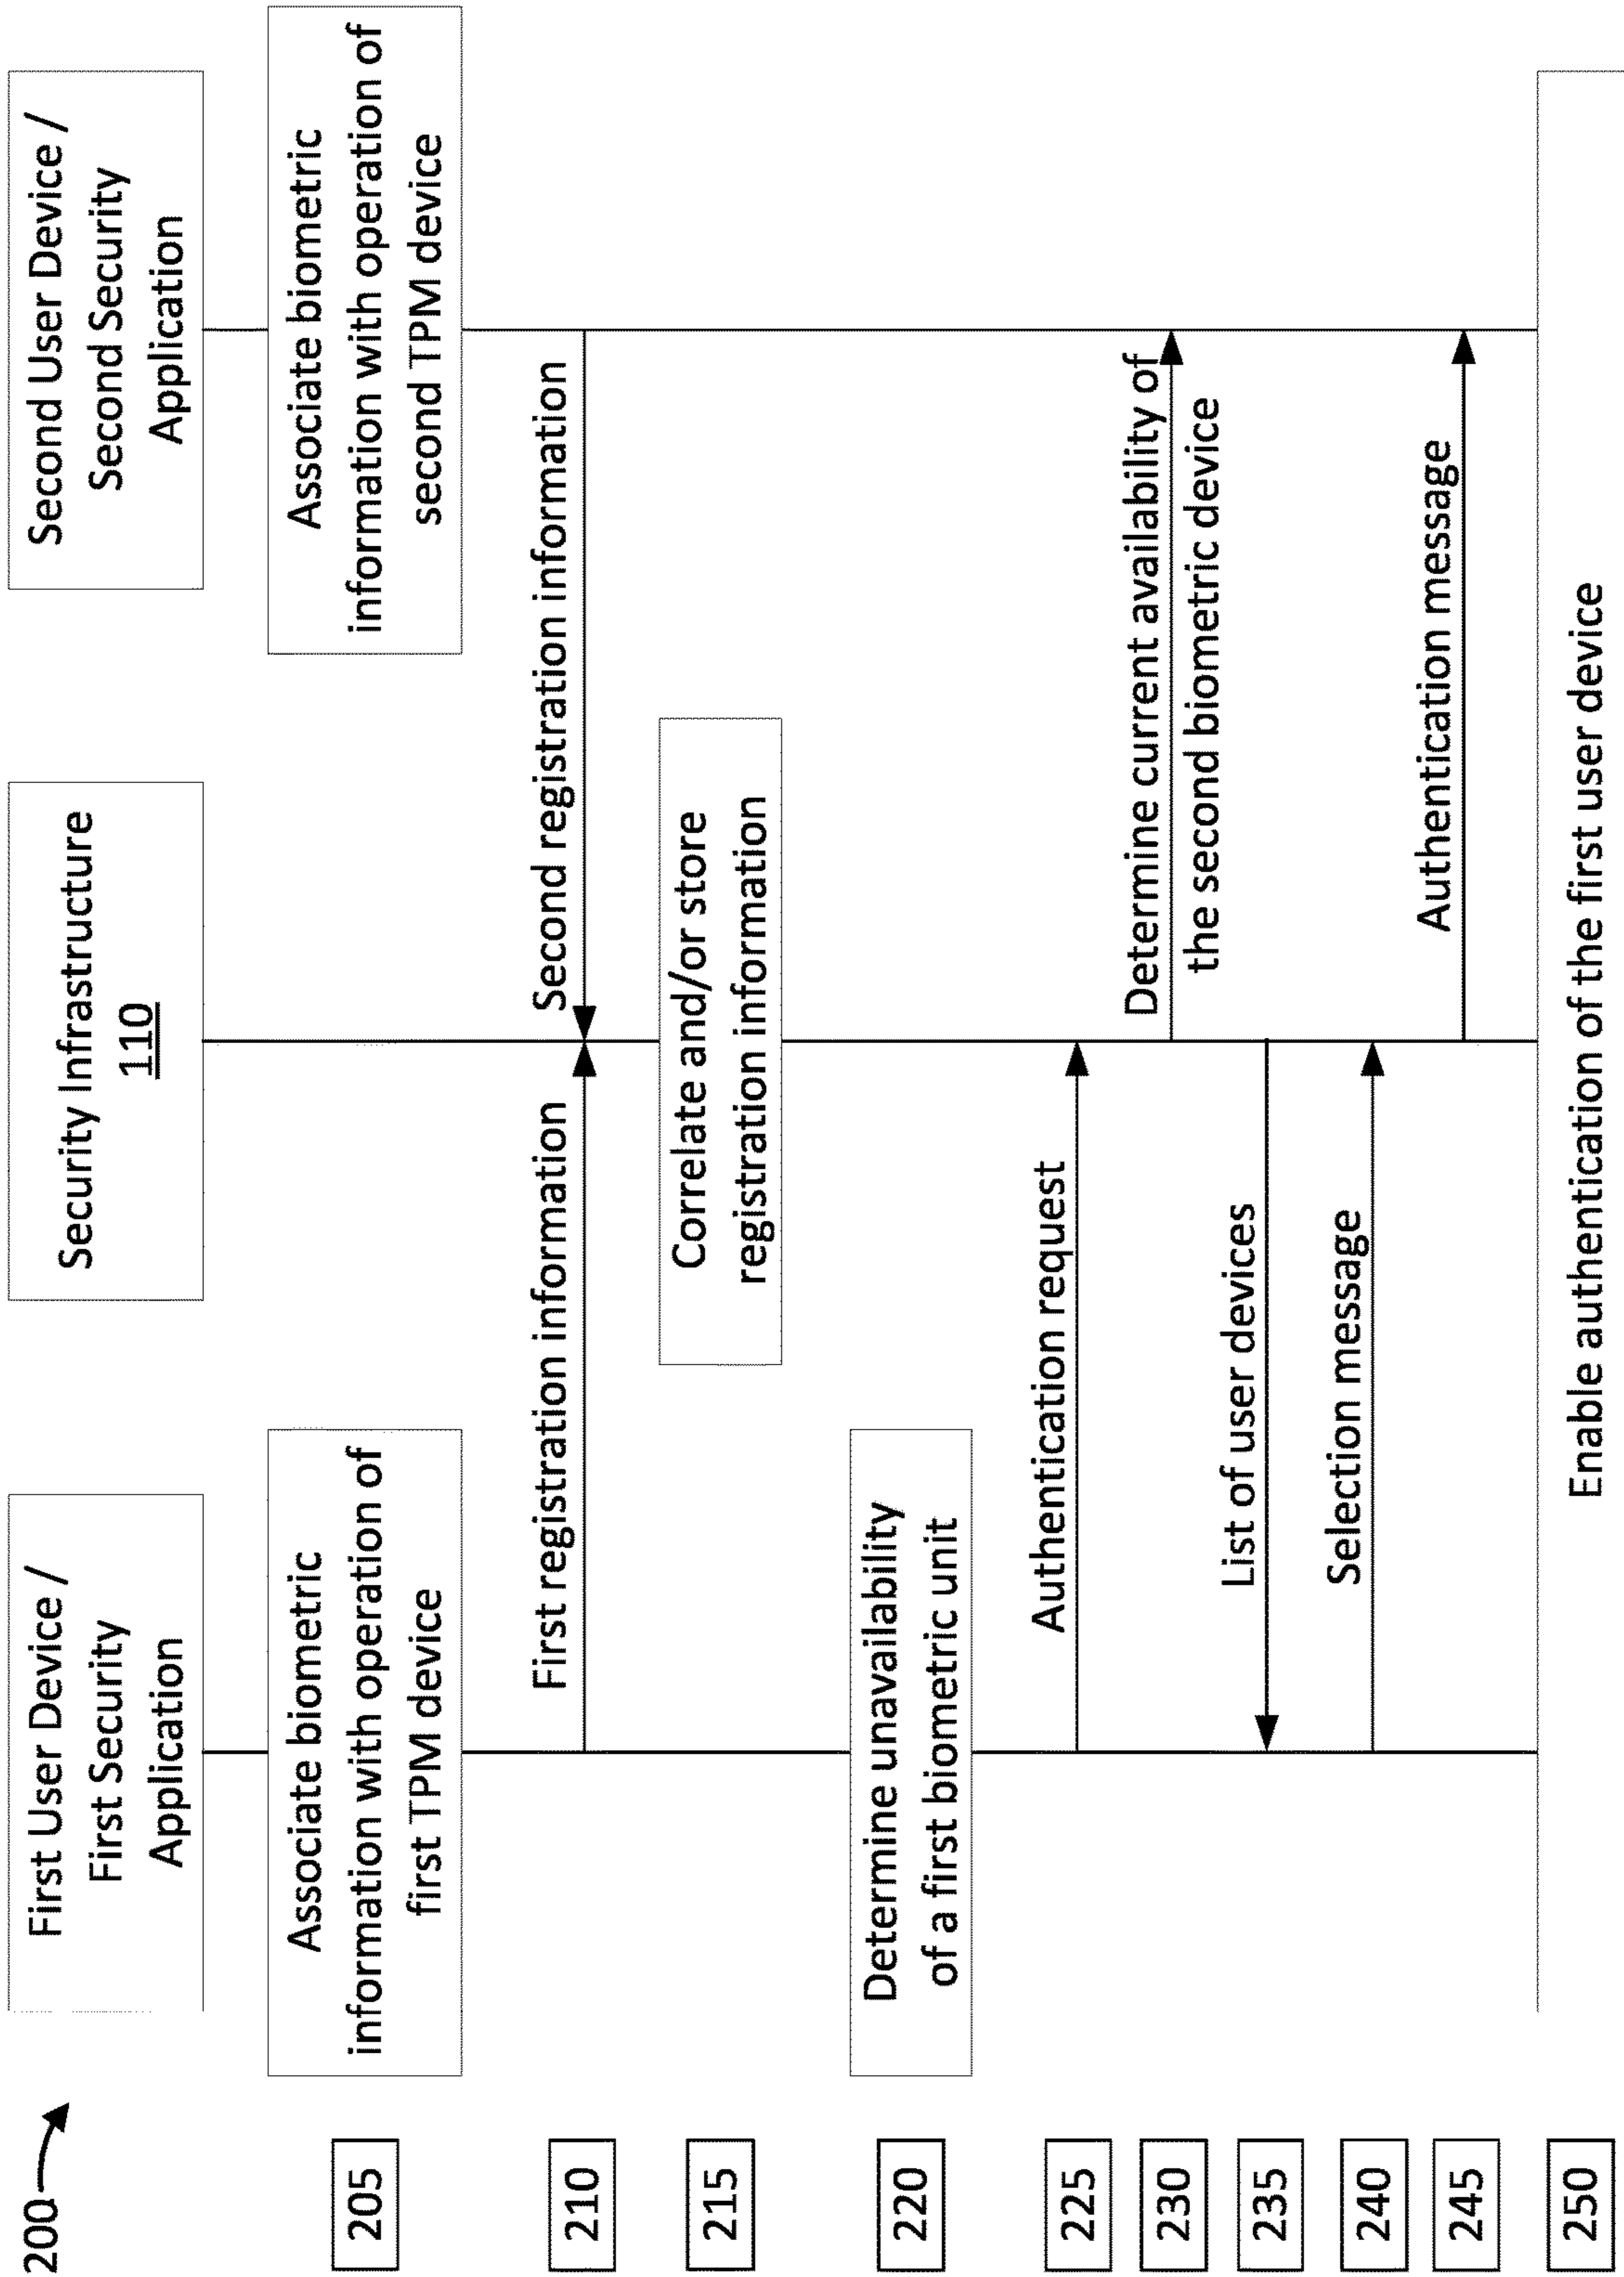 200
First User Device /
First Security
Application
Security Infrastructure
110
Second User Device /
Second Security
Application
205
Associate biometric
information with operation of
first TPM device
Associate biometric
information with operation of
second TPM device
210
First registration information
Second registration information
215
Correlate and/or store
registration information
220
Determine unavailability
of a first biometric unit
225
Authentication request
230
Determine current availability of
the second biometric device
235
List of user devices
240
Selection message
245
Authentication message
250
Enable authentication of the first user device